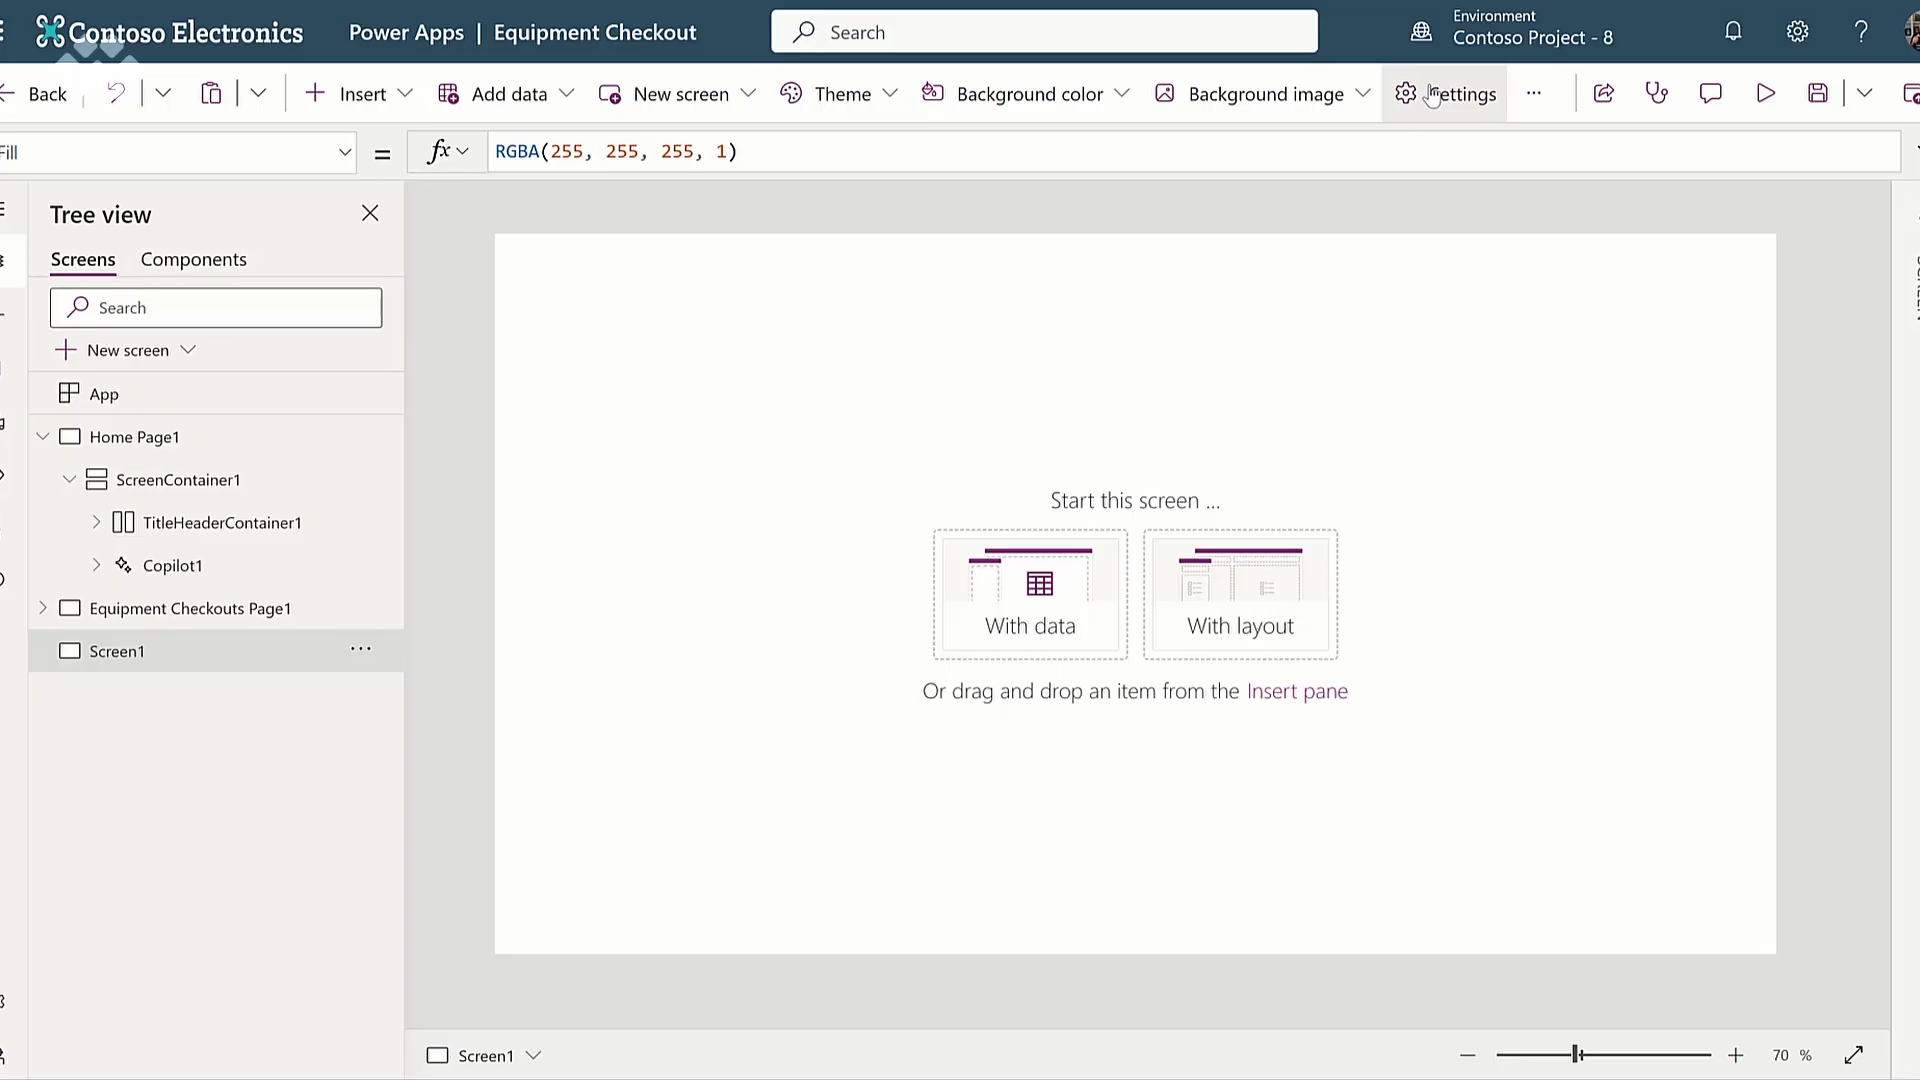 Contoso Electronics
Power Apps | Equipment Checkout
Search
Environment
Contoso Project - 8
Back
Insert
Add data
New screen
Theme
Background color
Background image
Settings
Fill
=
fx
RGBA(255, 255, 255, 1)
Tree view
Screens
Components
Search
New screen
App
Home Page1
ScreenContainer1
TitleHeaderContainer1
Copilot1
Equipment Checkouts Page1
Screen1
Start this screen ...
With data
With layout
Or drag and drop an item from the Insert pane
Screen1
70 %